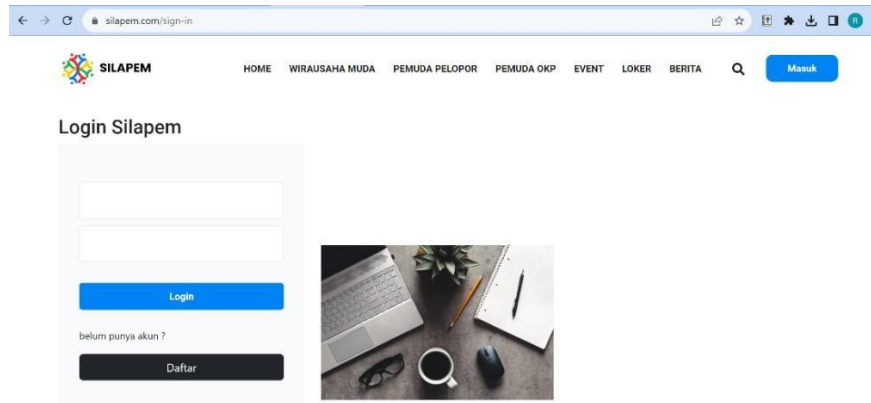 silapem.com/sign-in
R
SILAPEM HOME WIRAUSAHA MUDA PEMUDA PELOPOR PEMUDA OKP EVENT LOKER BERITA Masuk
Login Silapem
Login
belum punya akun ?
Daftar